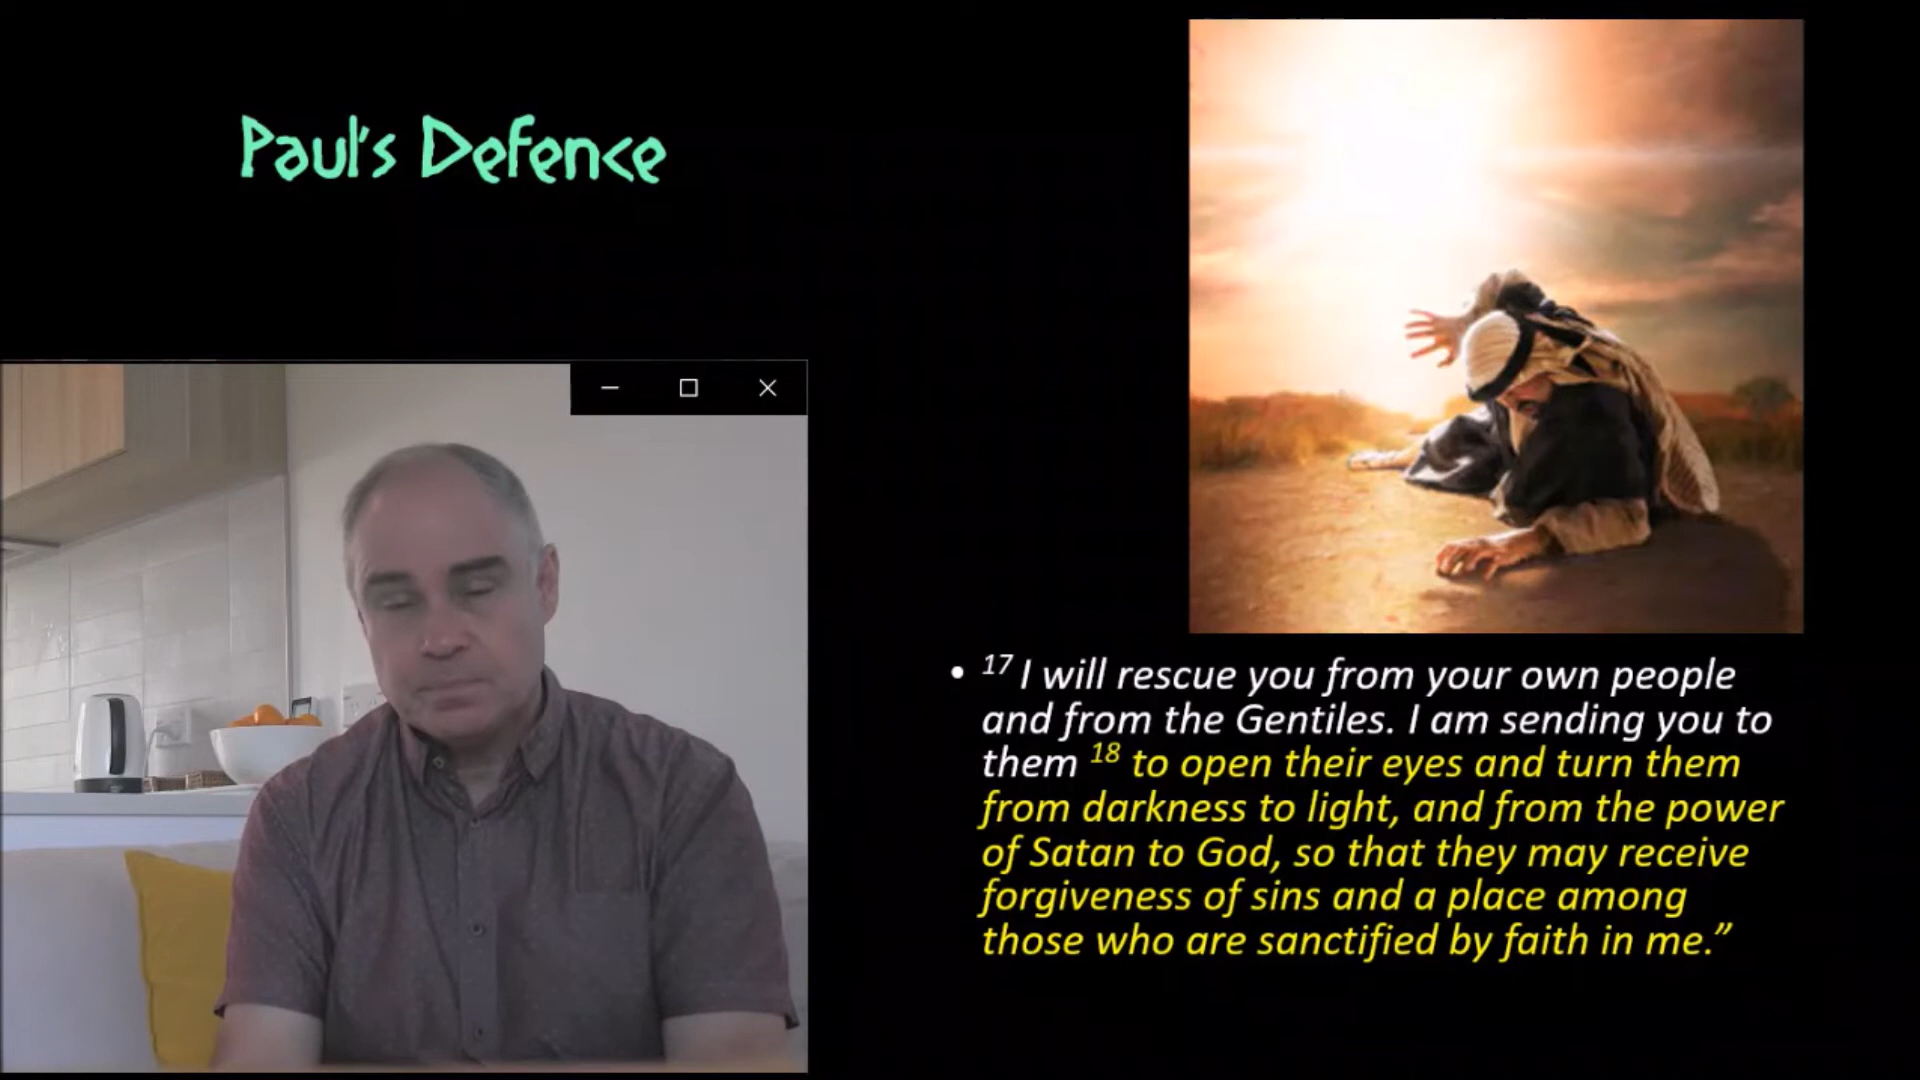 Paul's Defence
• 17 I will rescue you from your own people
and from the Gentiles. I am sending you to
them 18 to open their eyes and turn them
from darkness to light, and from the power
of Satan to God, so that they may receive
forgiveness of sins and a place among
those who are sanctified by faith in me.”